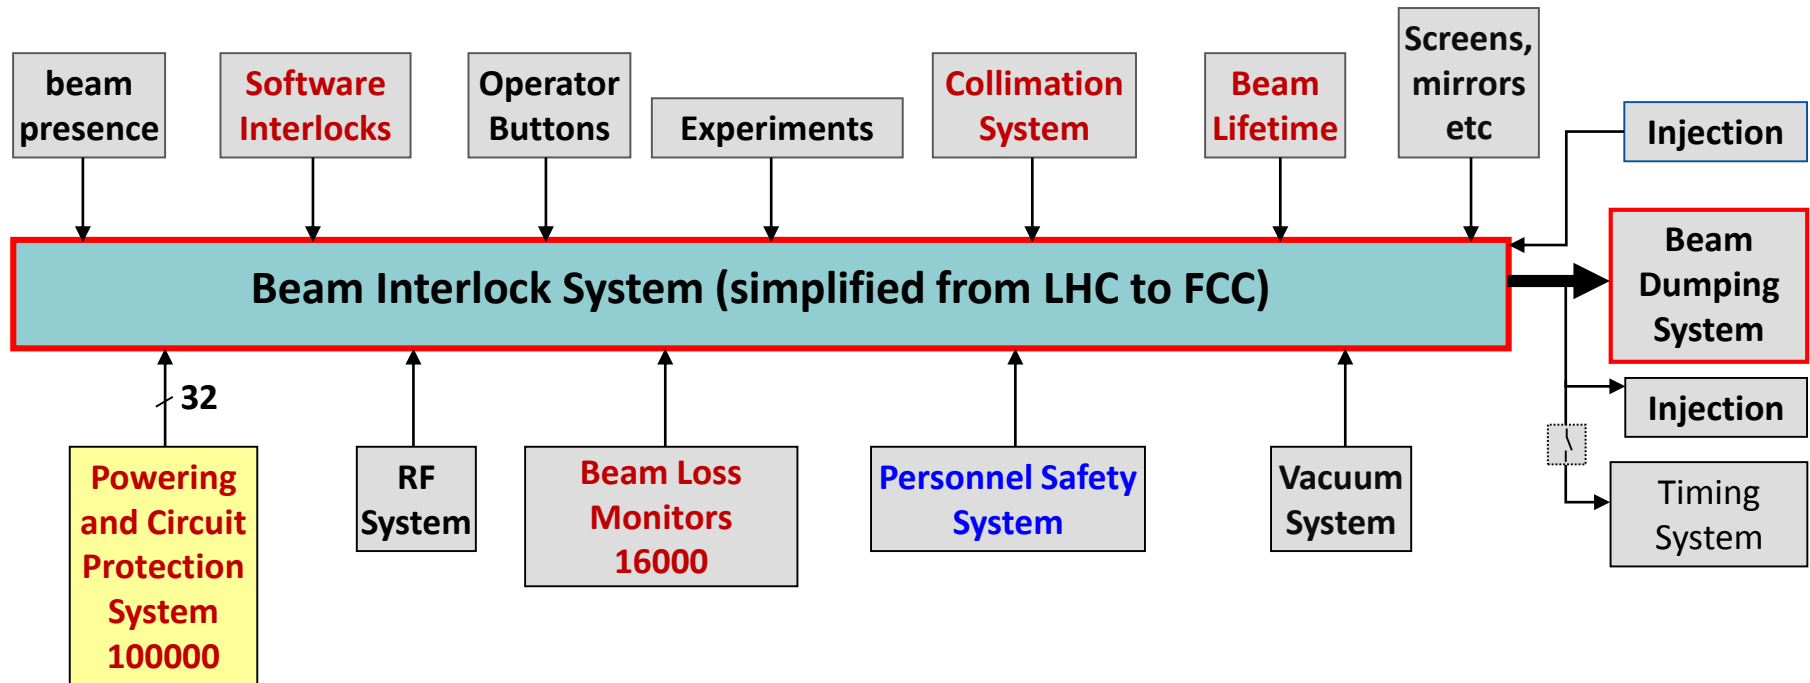 beam
presence
Software
Interlocks
Operator
Buttons
Experiments
Collimation
System
Beam
Lifetime
Screens,
mirrors
etc
Injection
Beam Interlock System (simplified from LHC to FCC)
Beam
Dumping
System
32
Injection
Powering
and Circuit
Protection
System
100000
RF
System
Beam Loss
Monitors
16000
Personnel Safety
System
Vacuum
System
Timing
System